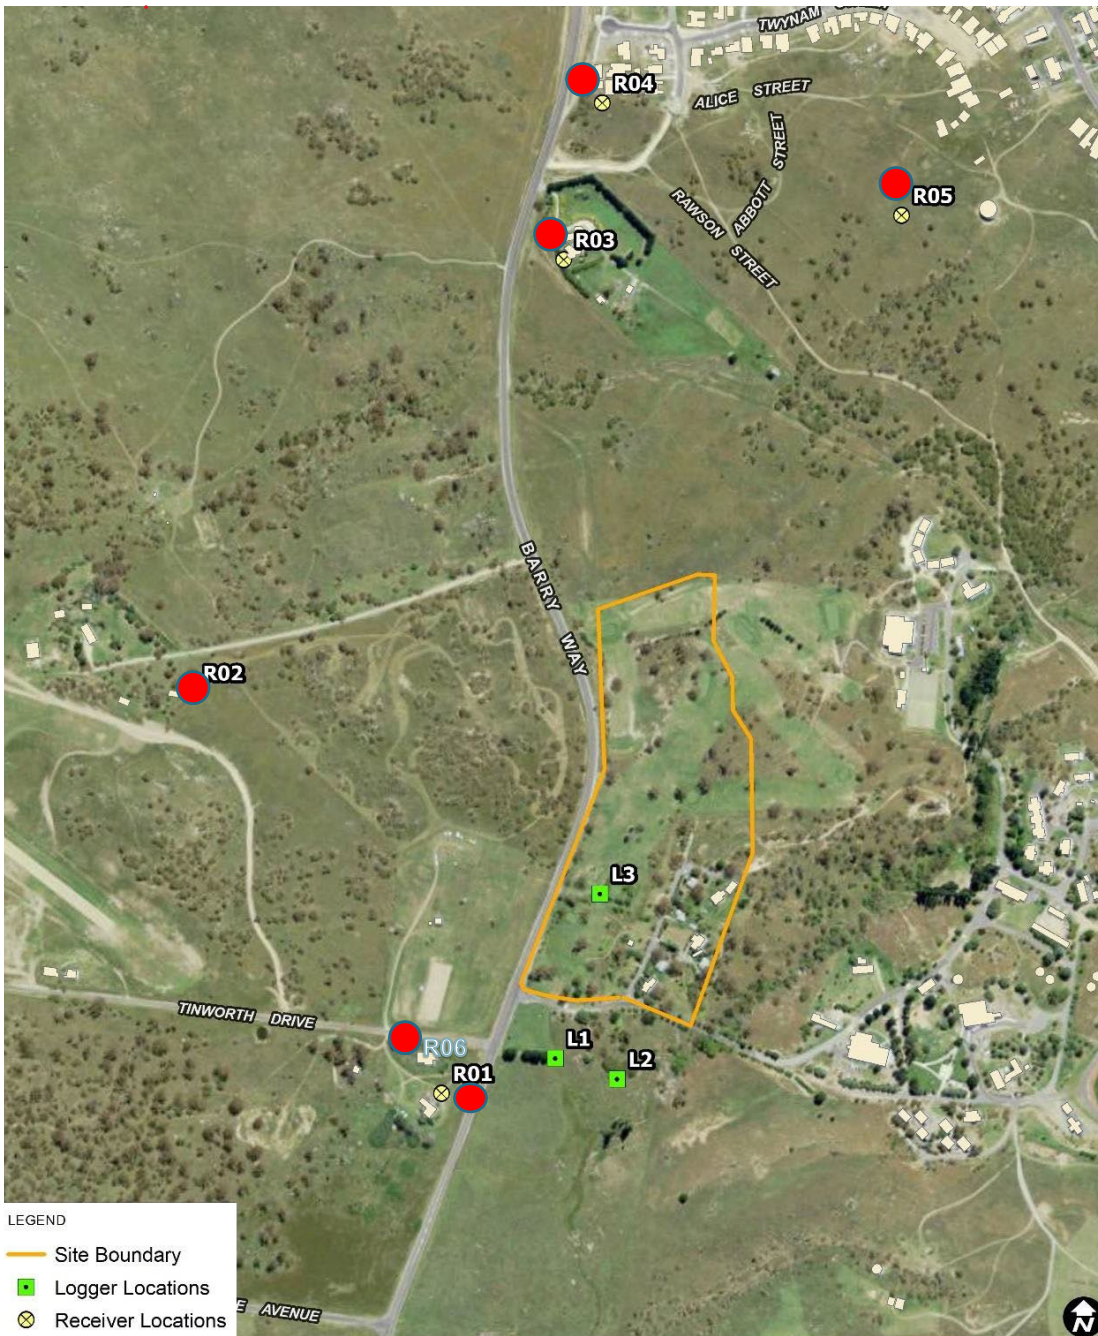 TWYNAM
R04
ALICE STREET
ABBOTT STREET
R05
RAWSON STREET
R03
BARRY WAY
R02
L3
TINWORTH DRIVE
R06
L1
R01
L2
LEGEND
Site Boundary
Logger Locations
Receiver Locations
E AVENUE
N